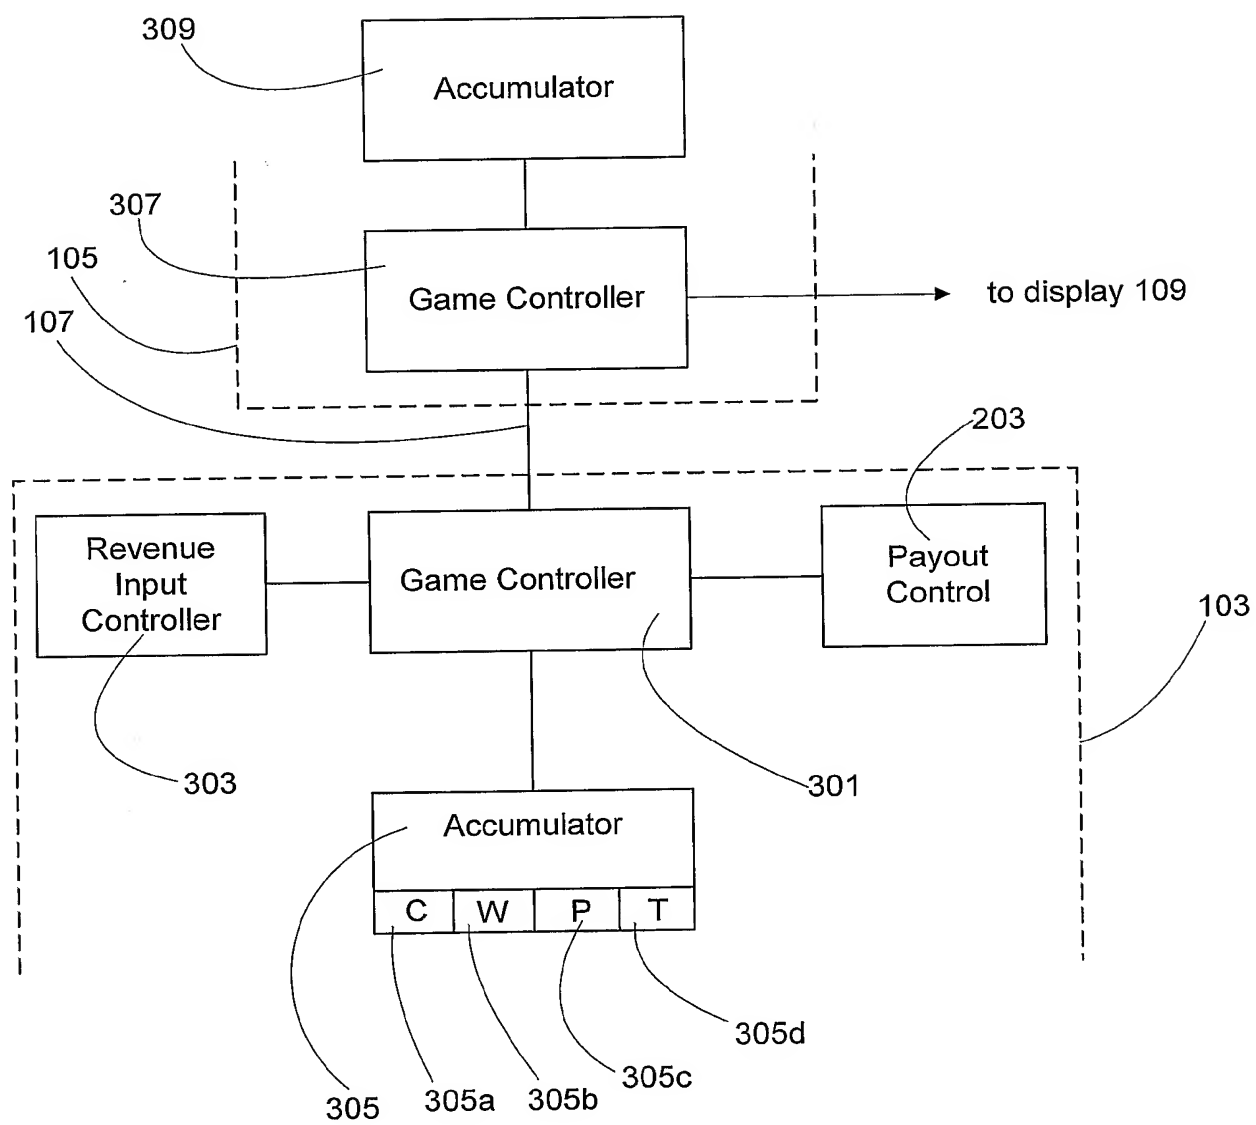 309
Accumulator
307
105
107
Game Controller
to display 109
203
Revenue
Input
Controller
Game Controller
Payout
Control
103
303
301
Accumulator
C W P T
305d
305c
305 305a 305b